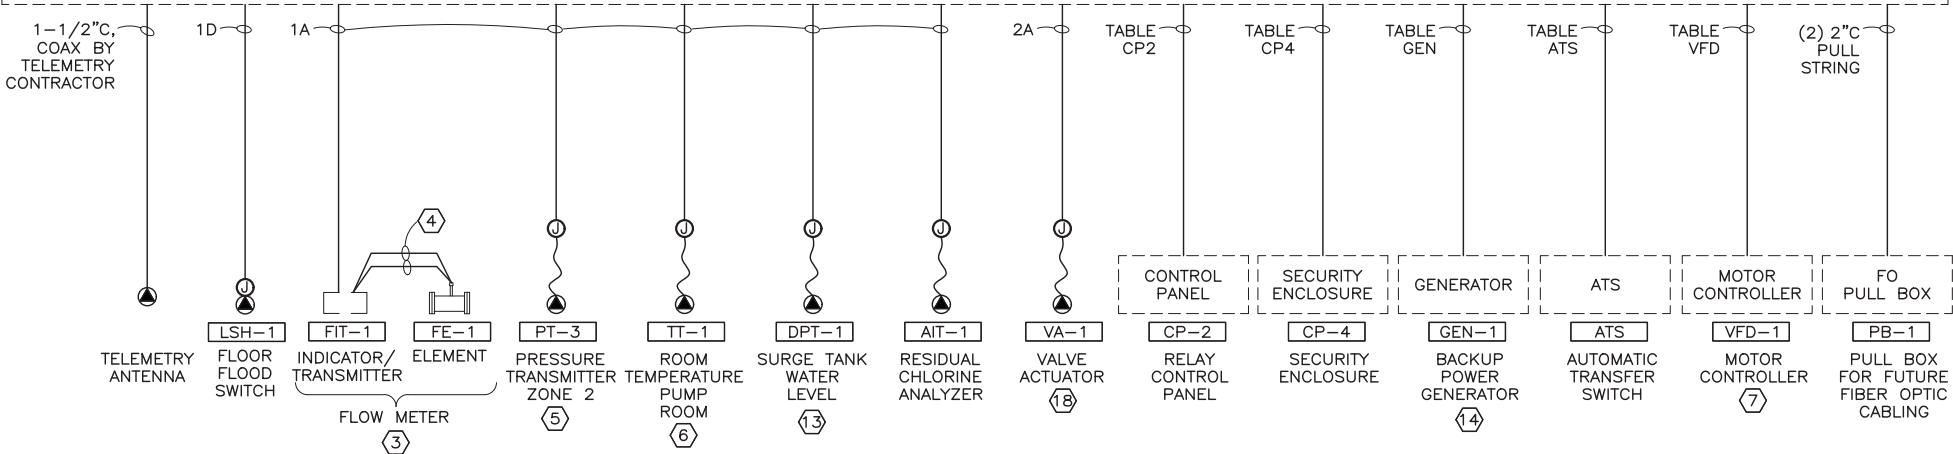 1-1/2"C,
COAX BY
TELEMETRY
CONTRACTOR
1D
1A
2A
TABLE
CP2
TABLE
CP4
TABLE
GEN
TABLE
ATS
TABLE
VFD
(2) 2"C
PULL
STRING
4
J
J
J
J
J
J
CONTROL
PANEL
SECURITY
ENCLOSURE
GENERATOR
ATS
MOTOR
CONTROLLER
FO
PULL BOX
TELEMETRY
ANTENNA
LSH-1
FLOOR
FLOOD
SWITCH
FIT-1
INDICATOR/
TRANSMITTER
FE-1
ELEMENT
FLOW METER
3
PT-3
PRESSURE
TRANSMITTER
ZONE 2
5
TT-1
ROOM
TEMPERATURE
PUMP
ROOM
6
DPT-1
SURGE TANK
WATER
LEVEL
13
AIT-1
RESIDUAL
CHLORINE
ANALYZER
VA-1
VALVE
ACTUATOR
18
CP-2
RELAY
CONTROL
PANEL
CP-4
SECURITY
ENCLOSURE
GEN-1
BACKUP
POWER
GENERATOR
14
ATS
AUTOMATIC
TRANSFER
SWITCH
VFD-1
MOTOR
CONTROLLER
7
PB-1
PULL BOX
FOR FUTURE
FIBER OPTIC
CABLING